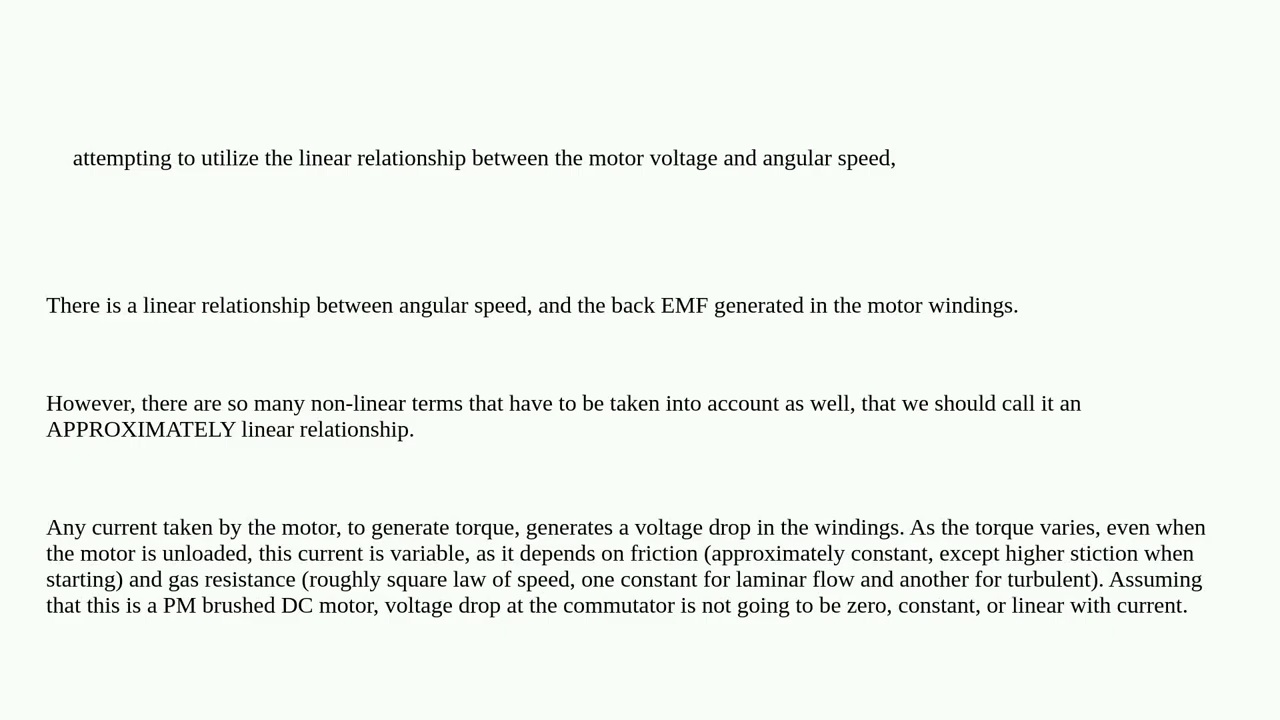 attempting to utilize the linear relationship between the motor voltage and angular speed,
There is a linear relationship between angular speed, and the back EMF generated in the motor windings.
However, there are so many non-linear terms that have to be taken into account as well, that we should call it an
APPROXIMATELY linear relationship.
Any current taken by the motor, to generate torque, generates a voltage drop in the windings. As the torque varies, even when
the motor is unloaded, this current is variable, as it depends on friction (approximately constant, except higher stiction when
starting) and gas resistance (roughly square law of speed, one constant for laminar flow and another for turbulent). Assuming
that this is a PM brushed DC motor, voltage drop at the commutator is not going to be zero, constant, or linear with current.